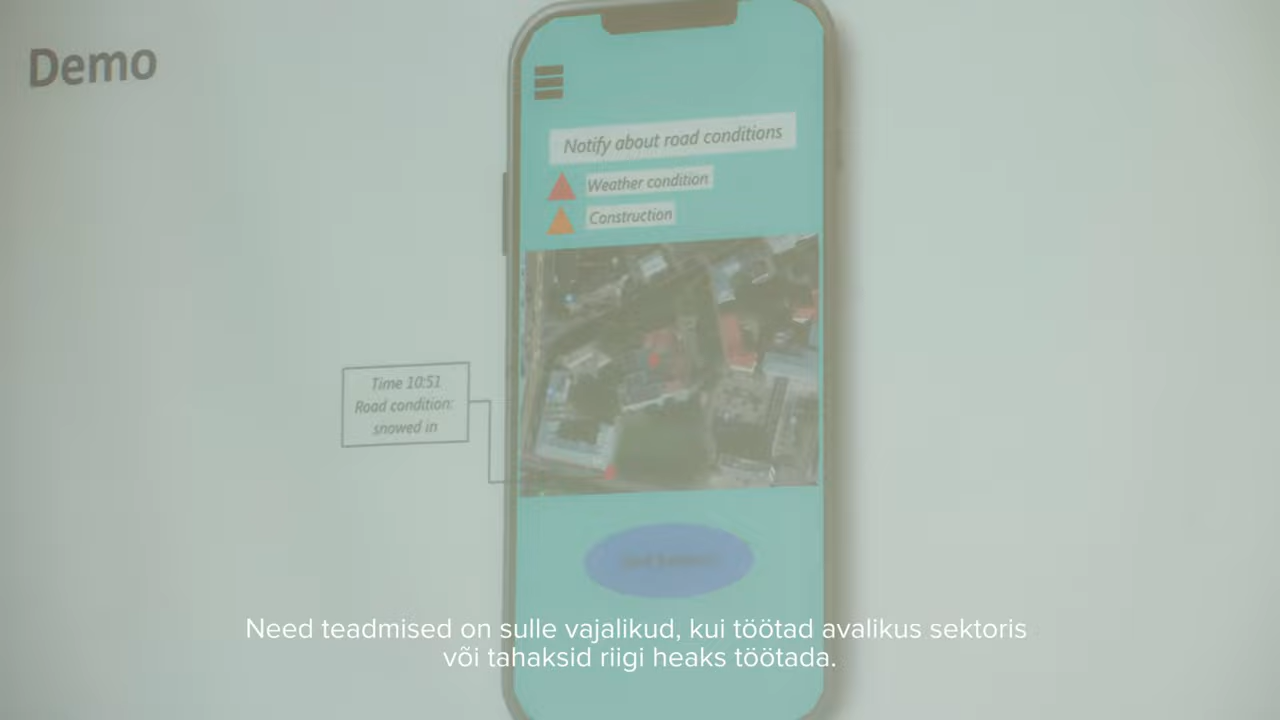 Demo
Notify about road conditions
Weather condition
Construction
Time 10:51
Road condition:
snowed in
Need teadmised on sulle vajalikud, kui töötad avalikus sektoris
või tahaksid riigi heaks töötada.